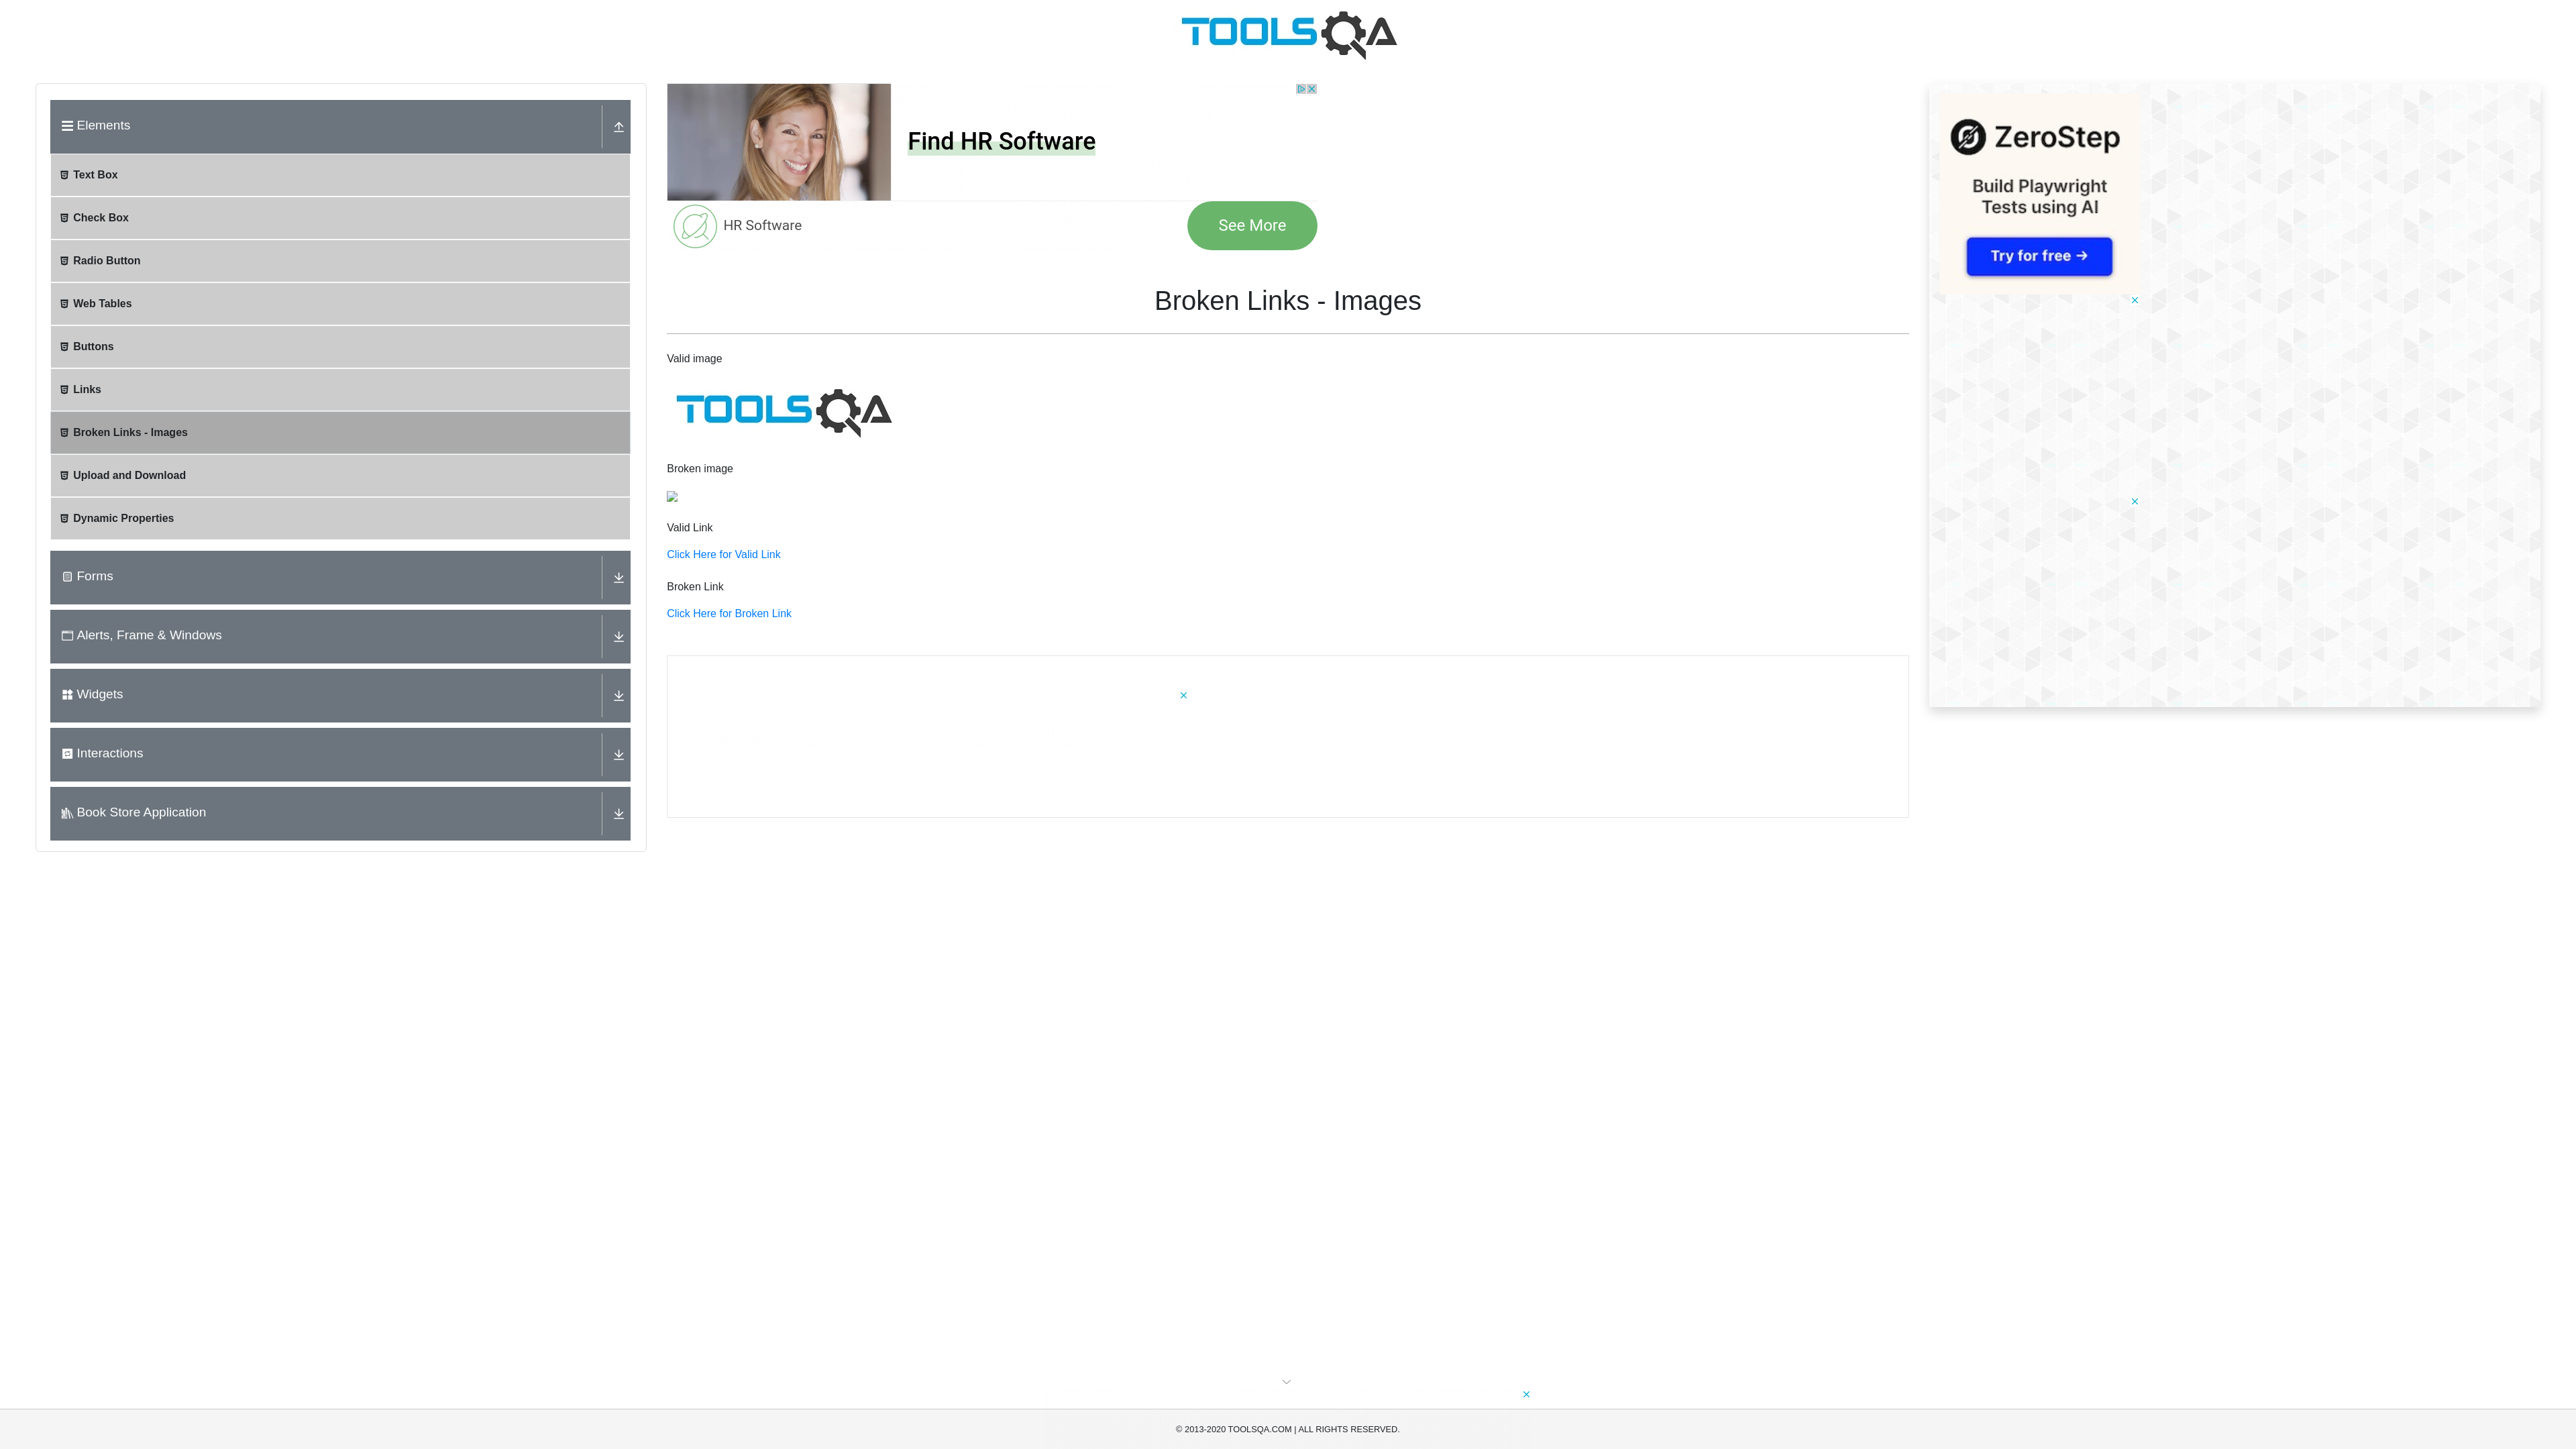 TOOLSQA
Elements
Text Box
Check Box
Radio Button
Web Tables
Buttons
Links
Broken Links - Images
Upload and Download
Dynamic Properties
Forms
Alerts, Frame & Windows
Widgets
Interactions
Book Store Application
Find HR Software
HR Software
See More
Broken Links - Images
Valid image
TOOLSQA
Broken image
Valid Link
Click Here for Valid Link
Broken Link
Click Here for Broken Link
ZeroStep
Build Playwright
Tests using AI
Try for free →
© 2013-2020 TOOLSQA.COM | ALL RIGHTS RESERVED.